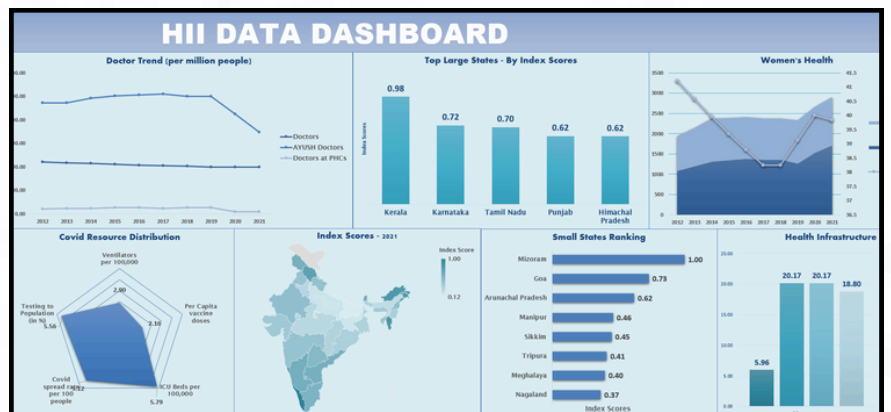 HII DATA DASHBOARD
Doctor Trend (per million people)
Doctors
AYUSH Doctors
Doctors at PHCs
2012 2013 2014 2015 2016 2017 2018 2019 2020 2021
Top Large States - By Index Scores
Index Scores
0.98
0.72
0.70
0.62
0.62
Kerala
Karnataka
Tamil Nadu
Punjab
Himachal
Pradesh
Women's Health
3500
3000
2500
2000
1500
1000
500
0
41.5
41
40.5
40
39.5
39
38.5
38
37.5
37
36.5
2012 2013 2014 2015 2016 2017 2018 2019 2020 2021
Covid Resource Distribution
Ventilators
per 100,000
2.90
Per Capita
vaccine
doses
2.16
ICU Beds per
100,000
5.79
Covid
spread rate
per 100
people
Testing to
Population
(in %)
5.56
Index Scores - 2021
Index Score
1.00
0.12
Small States Ranking
Mizoram 1.00
Goa 0.73
Arunachal Pradesh 0.62
Manipur 0.46
Sikkim 0.45
Tripura 0.41
Meghalaya 0.40
Nagaland 0.37
Index Scores
Health Infrastructure
25.00
20.00
15.00
10.00
5.00
0.00
5.96
20.17
20.17
18.80